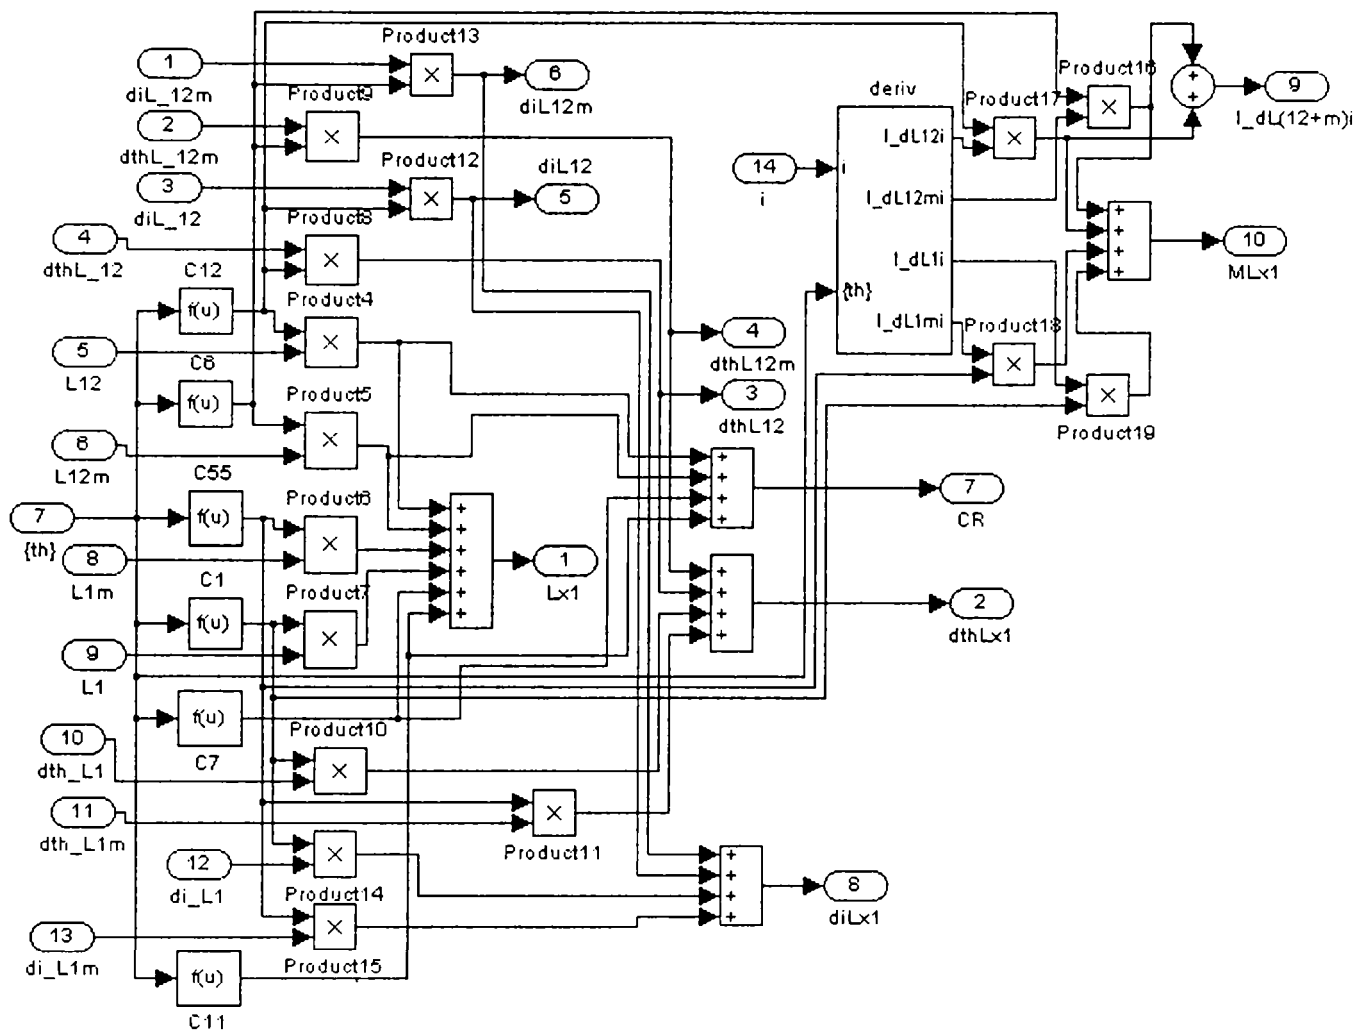 Product13
1
diL_12m
6
diL12m
Product9
2
dthL_12m
Product12
3
diL_12
diL12
5
Product8
4
dthL_12
C12
f(u)
Product4
5
L12
C6
f(u)
Product5
6
L12m
C55
f(u)
Product6
7
{th}
8
L1m
C1
f(u)
Product7
9
L1
f(u)
C7
Product10
10
dth_L1
11
dth_L1m
Product11
12
di_L1
Product14
13
di_L1m
Product15
f(u)
C11
1
Lx1
4
dthL12m
3
dthL12
7
CR
2
dthLx1
8
diLx1
14
i
deriv
i
{th}
I_dL12i
I_dL12mi
I_dL1i
I_dL1mi
Product17
Product16
Product18
Product19
9
I_dL(12+m)i
10
MLx1